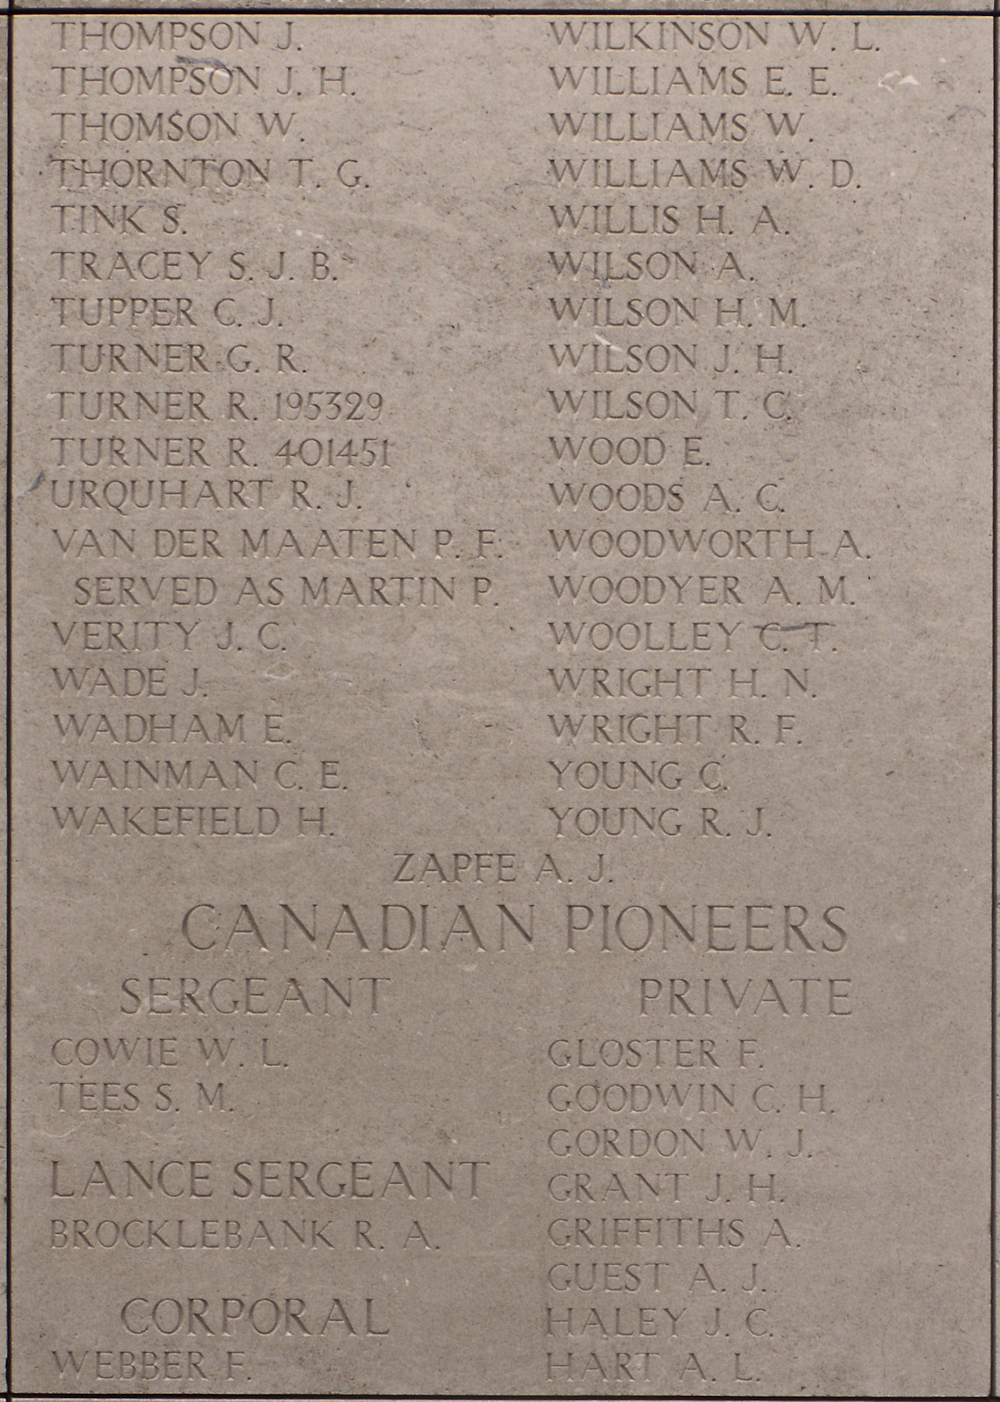 THOMPSON J.
THOMPSON J. H.
THOMSON W.
THORNTON T. G.
TINK S.
TRACEY S. J. B.
TUPPER C. J.
TURNER G. R.
TURNER R. 195329
TURNER R. 401451
URQUHART R. J.
VAN DER MAATEN P. F.
SERVED AS MARTIN P.
VERITY J. C.
WADE J.
WADHAM E.
WAINMAN C. E.
WAKEFIELD H.
WILKINSON W. L.
WILLIAMS E. E.
WILLIAMS W.
WILLIAMS W. D.
WILLIS H. A.
WILSON A.
WILSON H. M.
WILSON J. H.
WILSON T. C.
WOOD E.
WOODS A. C.
WOODWORTH A.
WOODYER A. M.
WOOLLEY C. T.
WRIGHT H. N.
WRIGHT R. F.
YOUNG C.
YOUNG R. J.
ZAPFE A. J.
CANADIAN PIONEERS
SERGEANT
COWIE W. L.
TEES S. M.
LANCE SERGEANT
BROCKLEBANK R. A.
CORPORAL
WEBBER F.
PRIVATE
GLOSTER F.
GOODWIN C. H.
GORDON W. J.
GRANT J. H.
GRIFFITHS A.
GUEST A. J.
HALEY J. C.
HART A. L.